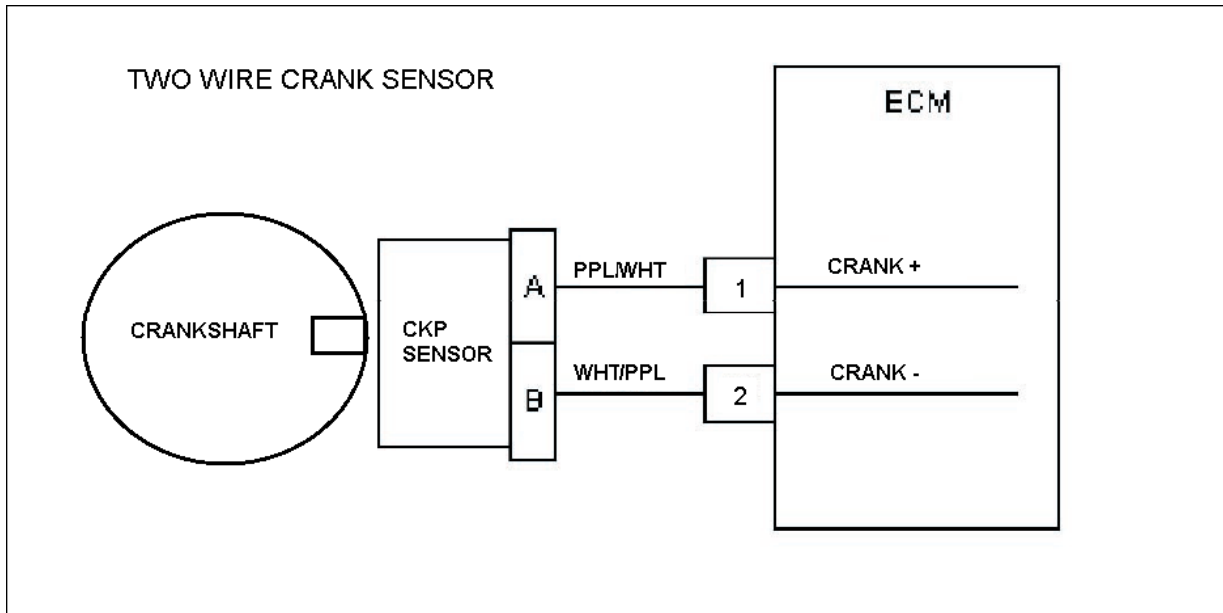 TWO WIRE CRANK SENSOR
ECM
CRANKSHAFT
CKP
SENSOR
A
B
PPL/WHT
WHT/PPL
1
2
CRANK +
CRANK -